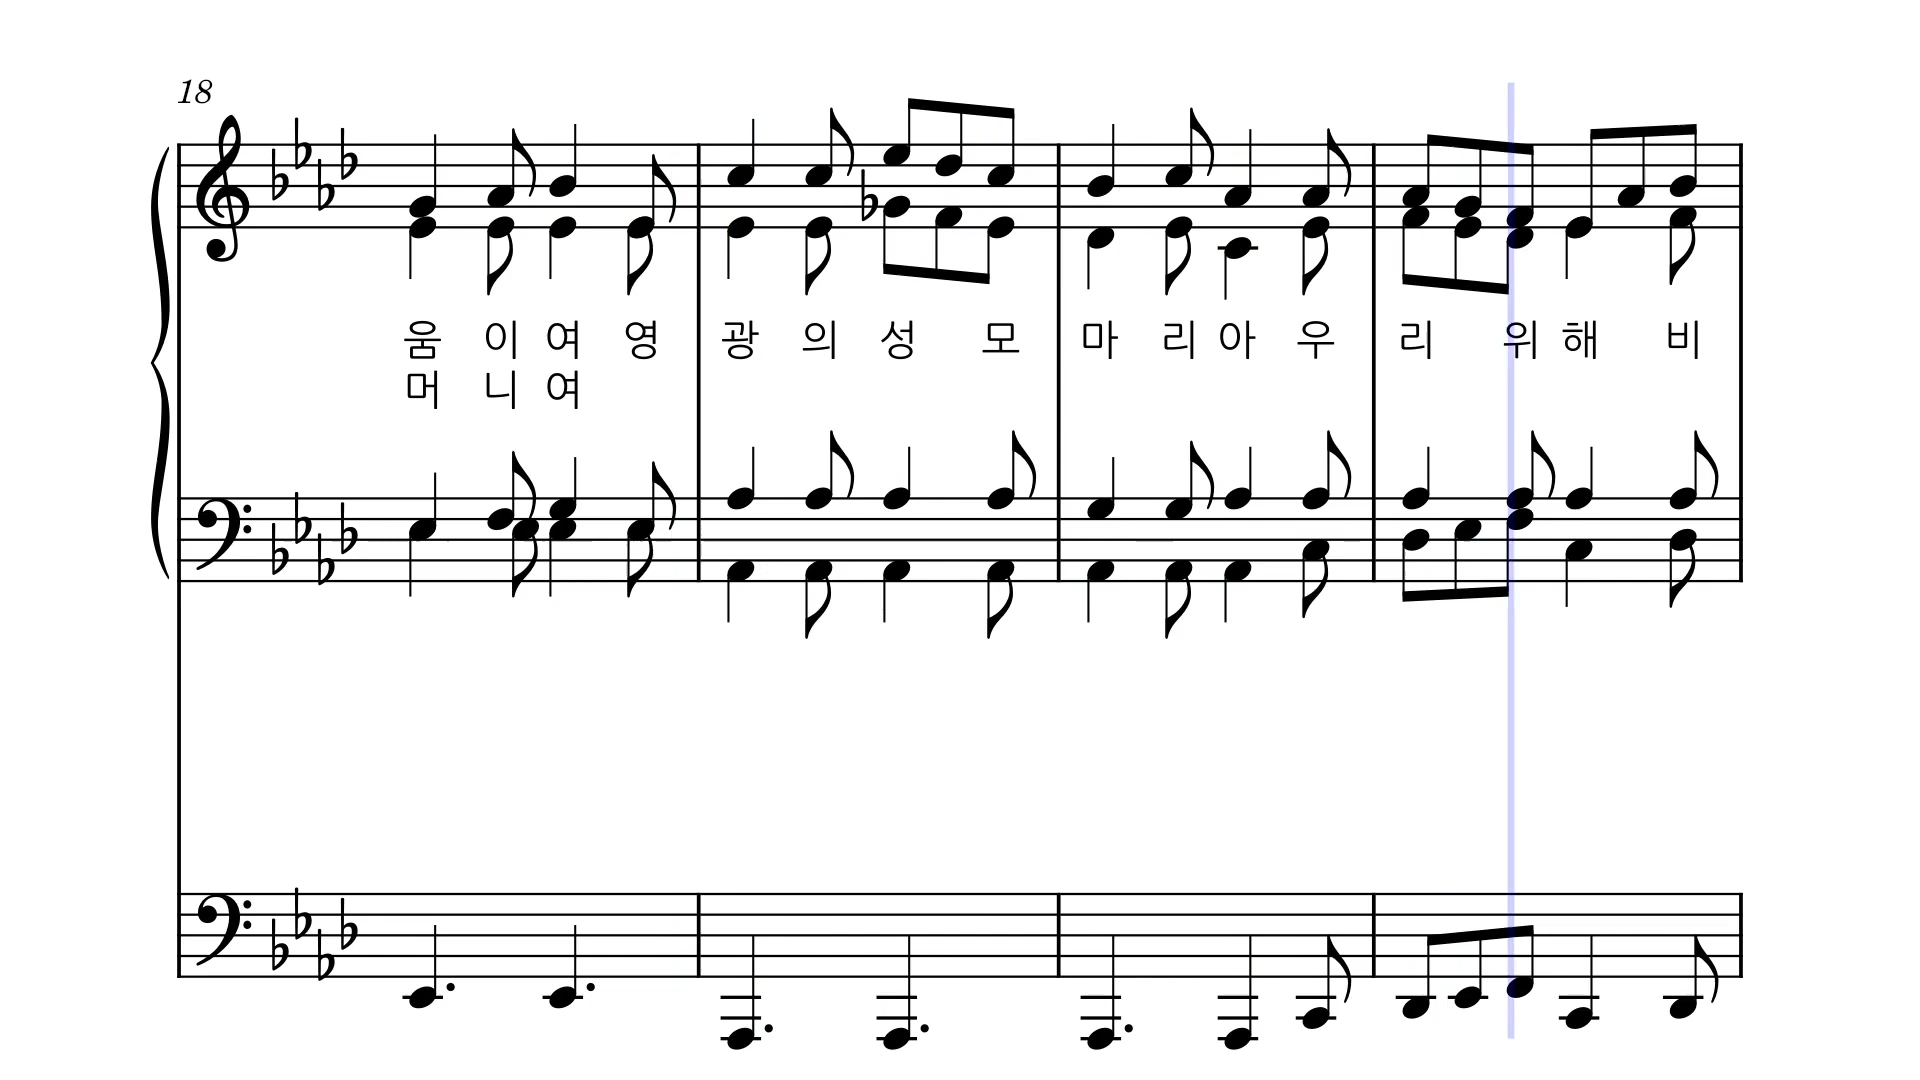 18
움 이 여 영 광 의 성 모 마 리 아 우 리 위 해 비
머 니 여